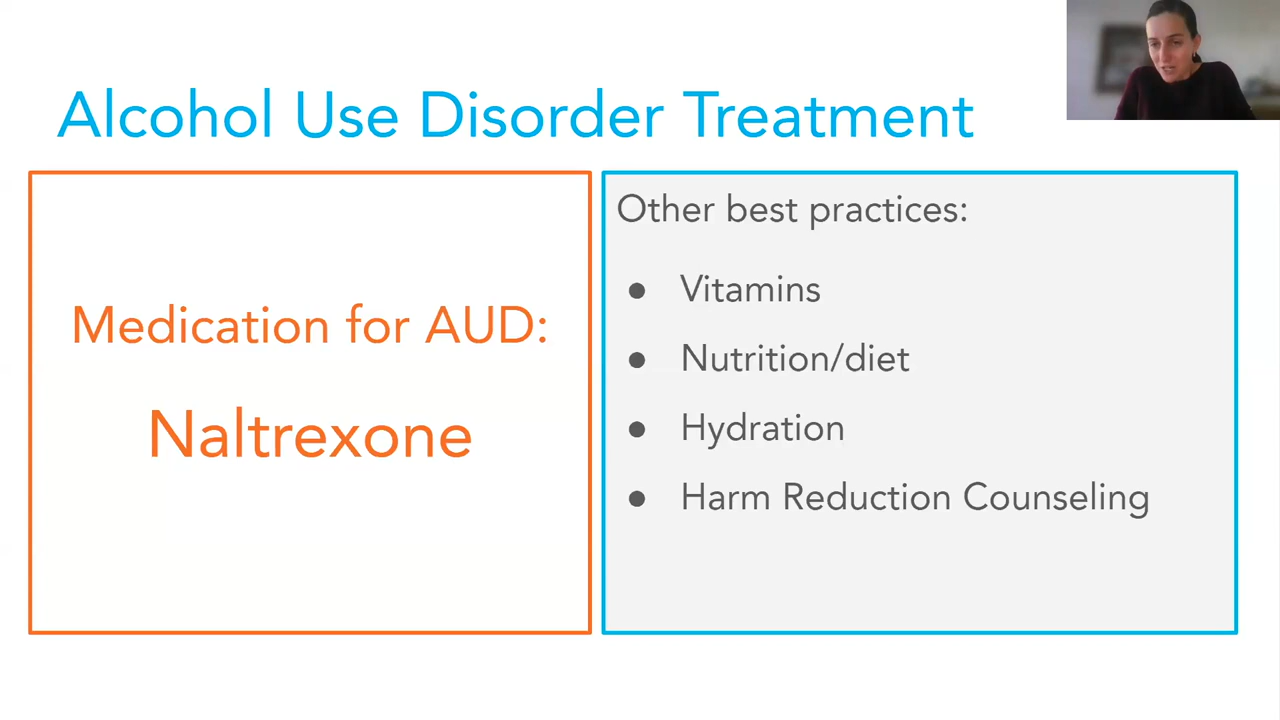 Alcohol Use Disorder Treatment
Medication for AUD:
Naltrexone
Other best practices:
● Vitamins
● Nutrition/diet
● Hydration
● Harm Reduction Counseling